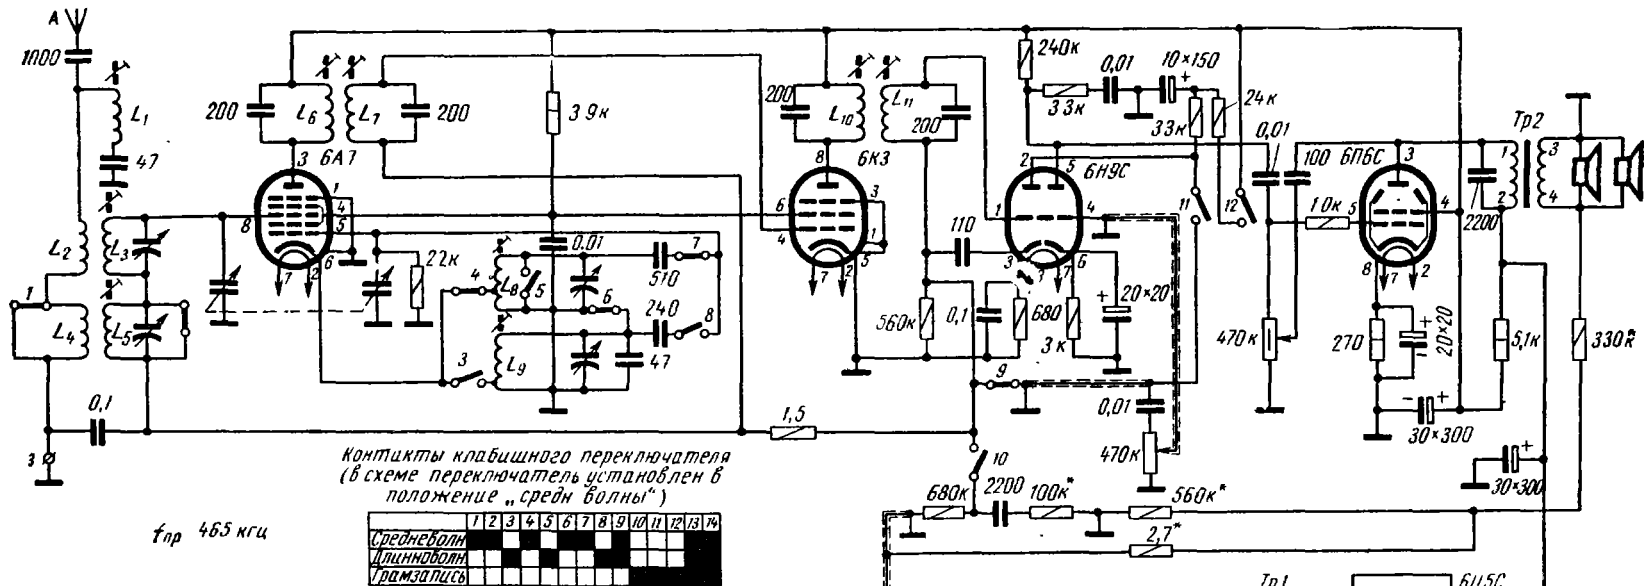 А
1000
L1
47
L2
L3
L4
L5
1
0,1
З
200
L6
L7
200
6А7
3
1
4
5
8
6
7
2
22к
3.9к
0,01
4
L8
5
510
7
6
240
8
3
L9
47
1,5
200
L10
L11
200
6К3
8
6
4
3
1
5
7
2
110
560к
0,1
680
240к
33к
0,01
10×150
+
33к
24к
2
5
6Н9С
1
4
3
7
6
3к
+
20×20
11
12
9
0,01
470к
10
0,01
100
6П6С
10к
5
3
4
8
7
2
470к
270
+
20×20
-
-
+
30×300
Тр2
1
2
3
4
2200
5,1к
330к*
+
30×300
680к
2200
100к*
560к*
2,7*
Контакты клавишного переключателя
(в схеме переключатель установлен в
положение „средн волны")
1 2 3 4 5 6 7 8 9 10 11 12 13 14
Средневолн
Длинноволн
Грамзапись
fпр 465 кгц
Тр1
6Ц5С